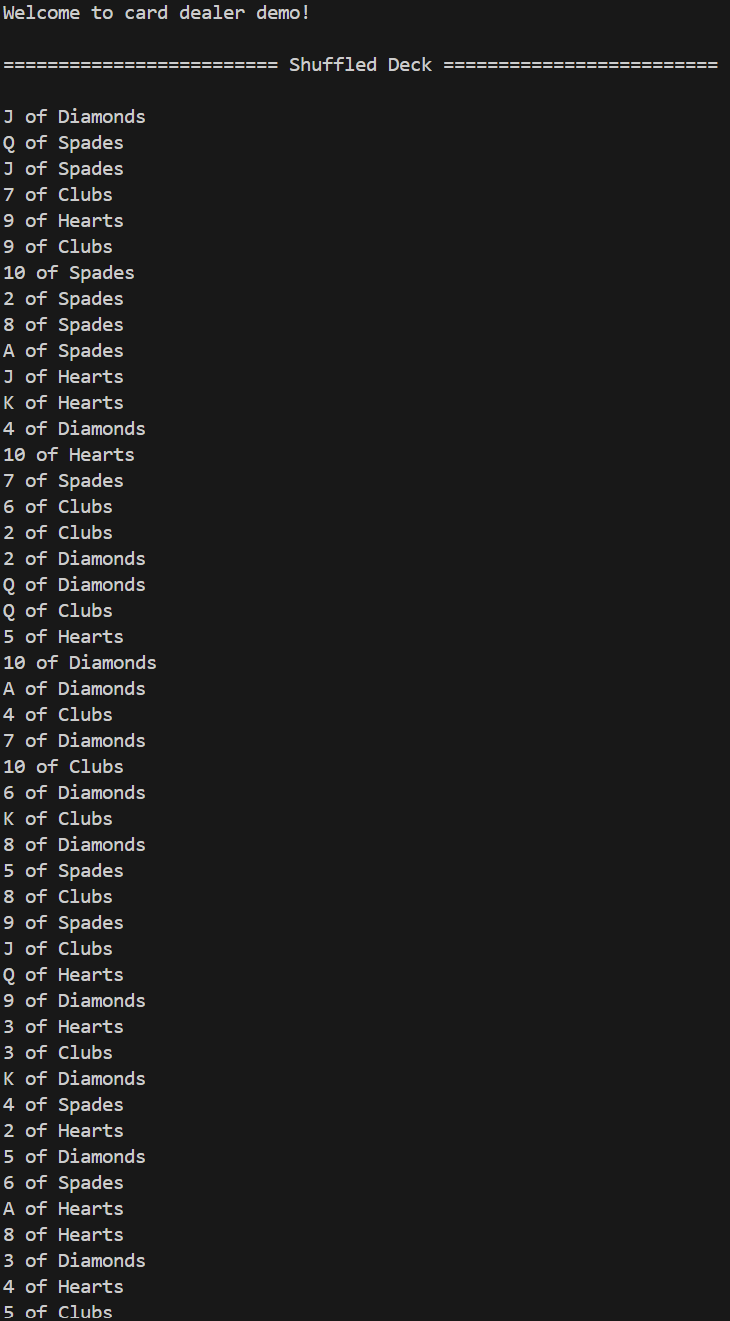 Welcome to card dealer demo!
========================= Shuffled Deck =========================
J of Diamonds
Q of Spades
J of Spades
7 of Clubs
9 of Hearts
9 of Clubs
10 of Spades
2 of Spades
8 of Spades
A of Spades
J of Hearts
K of Hearts
4 of Diamonds
10 of Hearts
7 of Spades
6 of Clubs
2 of Clubs
2 of Diamonds
Q of Diamonds
Q of Clubs
5 of Hearts
10 of Diamonds
A of Diamonds
4 of Clubs
7 of Diamonds
10 of Clubs
6 of Diamonds
K of Clubs
8 of Diamonds
5 of Spades
8 of Clubs
9 of Spades
J of Clubs
Q of Hearts
9 of Diamonds
3 of Hearts
3 of Clubs
K of Diamonds
4 of Spades
2 of Hearts
5 of Diamonds
6 of Spades
A of Hearts
8 of Hearts
3 of Diamonds
4 of Hearts
5 of Clubs